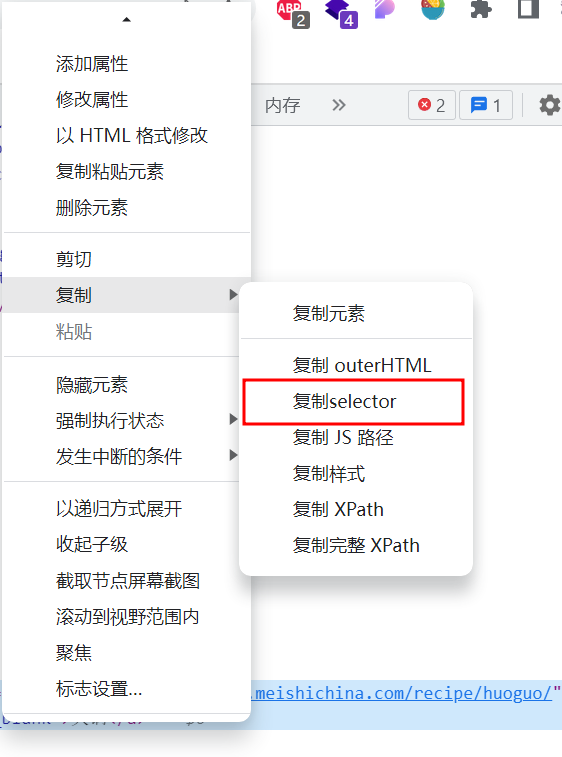 ABP
2
4
内存
2
1
添加属性
修改属性
以 HTML 格式修改
复制粘贴元素
删除元素
剪切
复制
粘贴
隐藏元素
强制执行状态
发生中断的条件
以递归方式展开
收起子级
截取节点屏幕截图
滚动到视野范围内
聚焦
标志设置...
复制元素
复制 outerHTML
复制selector
复制 JS 路径
复制样式
复制 XPath
复制完整 XPath
.meishichina.com/recipe/huoguo/"